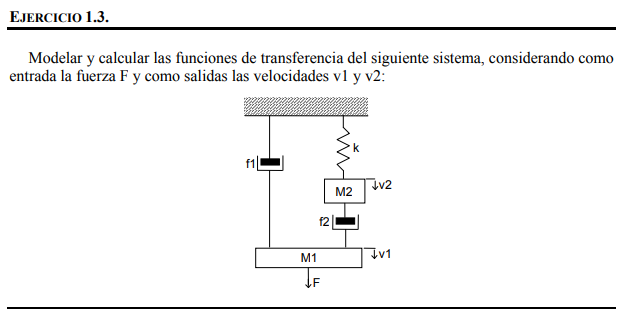 EJERCICIO 1.3.
Modelar y calcular las funciones de transferencia del siguiente sistema, considerando como
entrada la fuerza F y como salidas las velocidades v1 y v2:
k
f1
M2
v2
f2
M1
v1
F